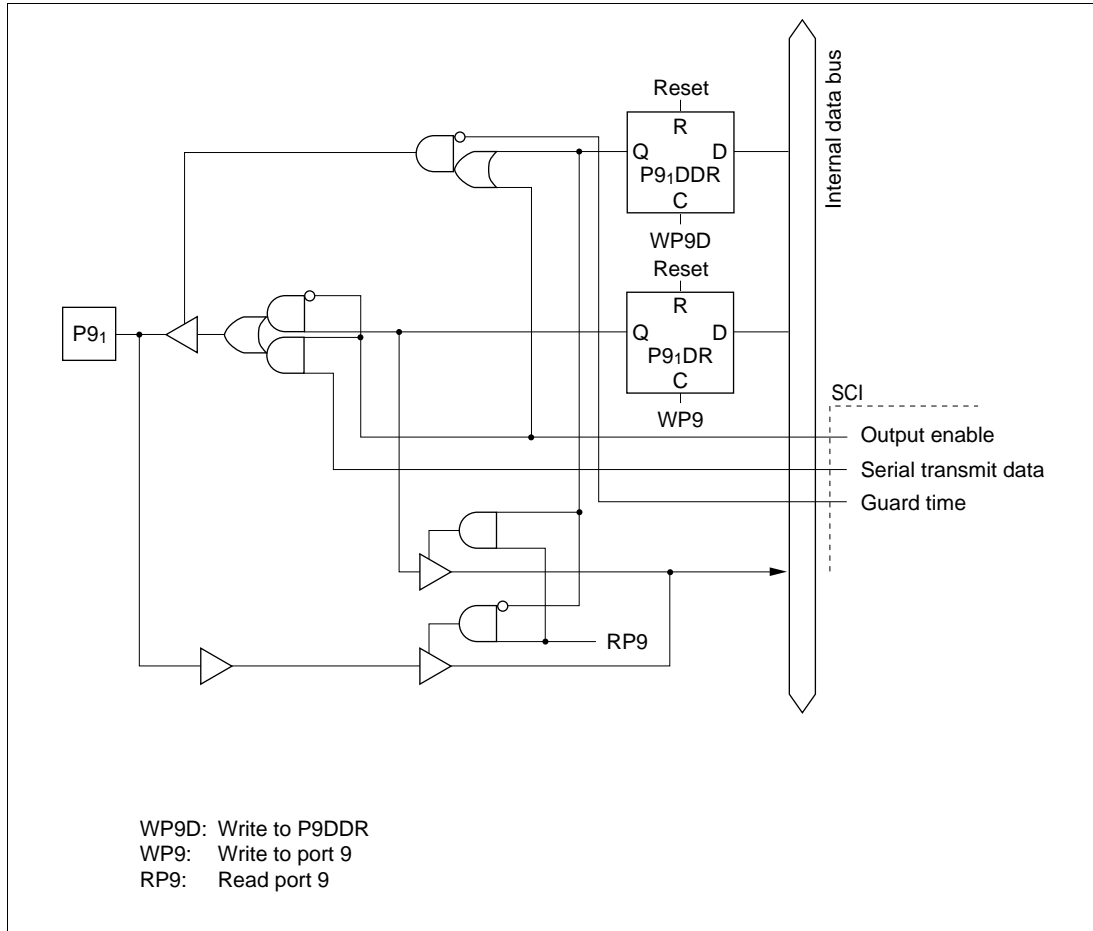 Reset
R
Q D
P9₁DDR
C
WP9D
Internal data bus
Reset
R
P9₁
Q D
P9₁DR
C
WP9
SCI
Output enable
Serial transmit data
Guard time
RP9
WP9D: Write to P9DDR
WP9: Write to port 9
RP9: Read port 9